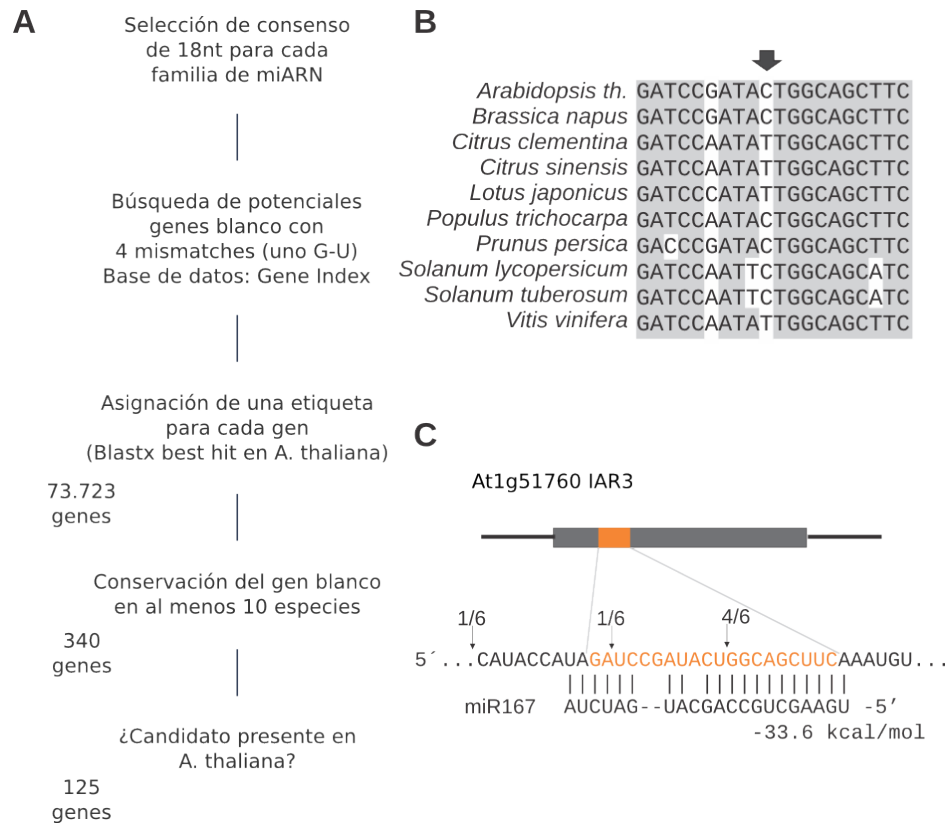 A
Selección de consenso
de 18nt para cada
familia de miARN
Búsqueda de potenciales
genes blanco con
4 mismatches (uno G-U)
Base de datos: Gene Index
Asignación de una etiqueta
para cada gen
(Blastx best hit en A. thaliana)
73.723
genes
Conservación del gen blanco
en al menos 10 especies
340
genes
¿Candidato presente en
A. thaliana?
125
genes
B
Arabidopsis th. GATCCGATACTGGCAGCTTC
Brassica napus GATCCGATACTGGCAGCTTC
Citrus clementina GATCCAATATTGGCAGCTTC
Citrus sinensis GATCCAATATTGGCAGCTTC
Lotus japonicus GATCCCATATTGGCAGCTTC
Populus trichocarpa GATCCAATACTGGCAGCTTC
Prunus persica GACCCGATACTGGCAGCTTC
Solanum lycopersicum GATCCAATTCTGGCAGCATC
Solanum tuberosum GATCCAATTCTGGCAGCATC
Vitis vinifera GATCCAATATTGGCAGCTTC
C
At1g51760 IAR3
1/6 1/6 4/6
5´...CAUACCAUAGAUCCGAUACUGGCAGCUUCAAAUGU...
miR167 AUCUAG--UACGACCGUCGAAGU -5’
-33.6 kcal/mol